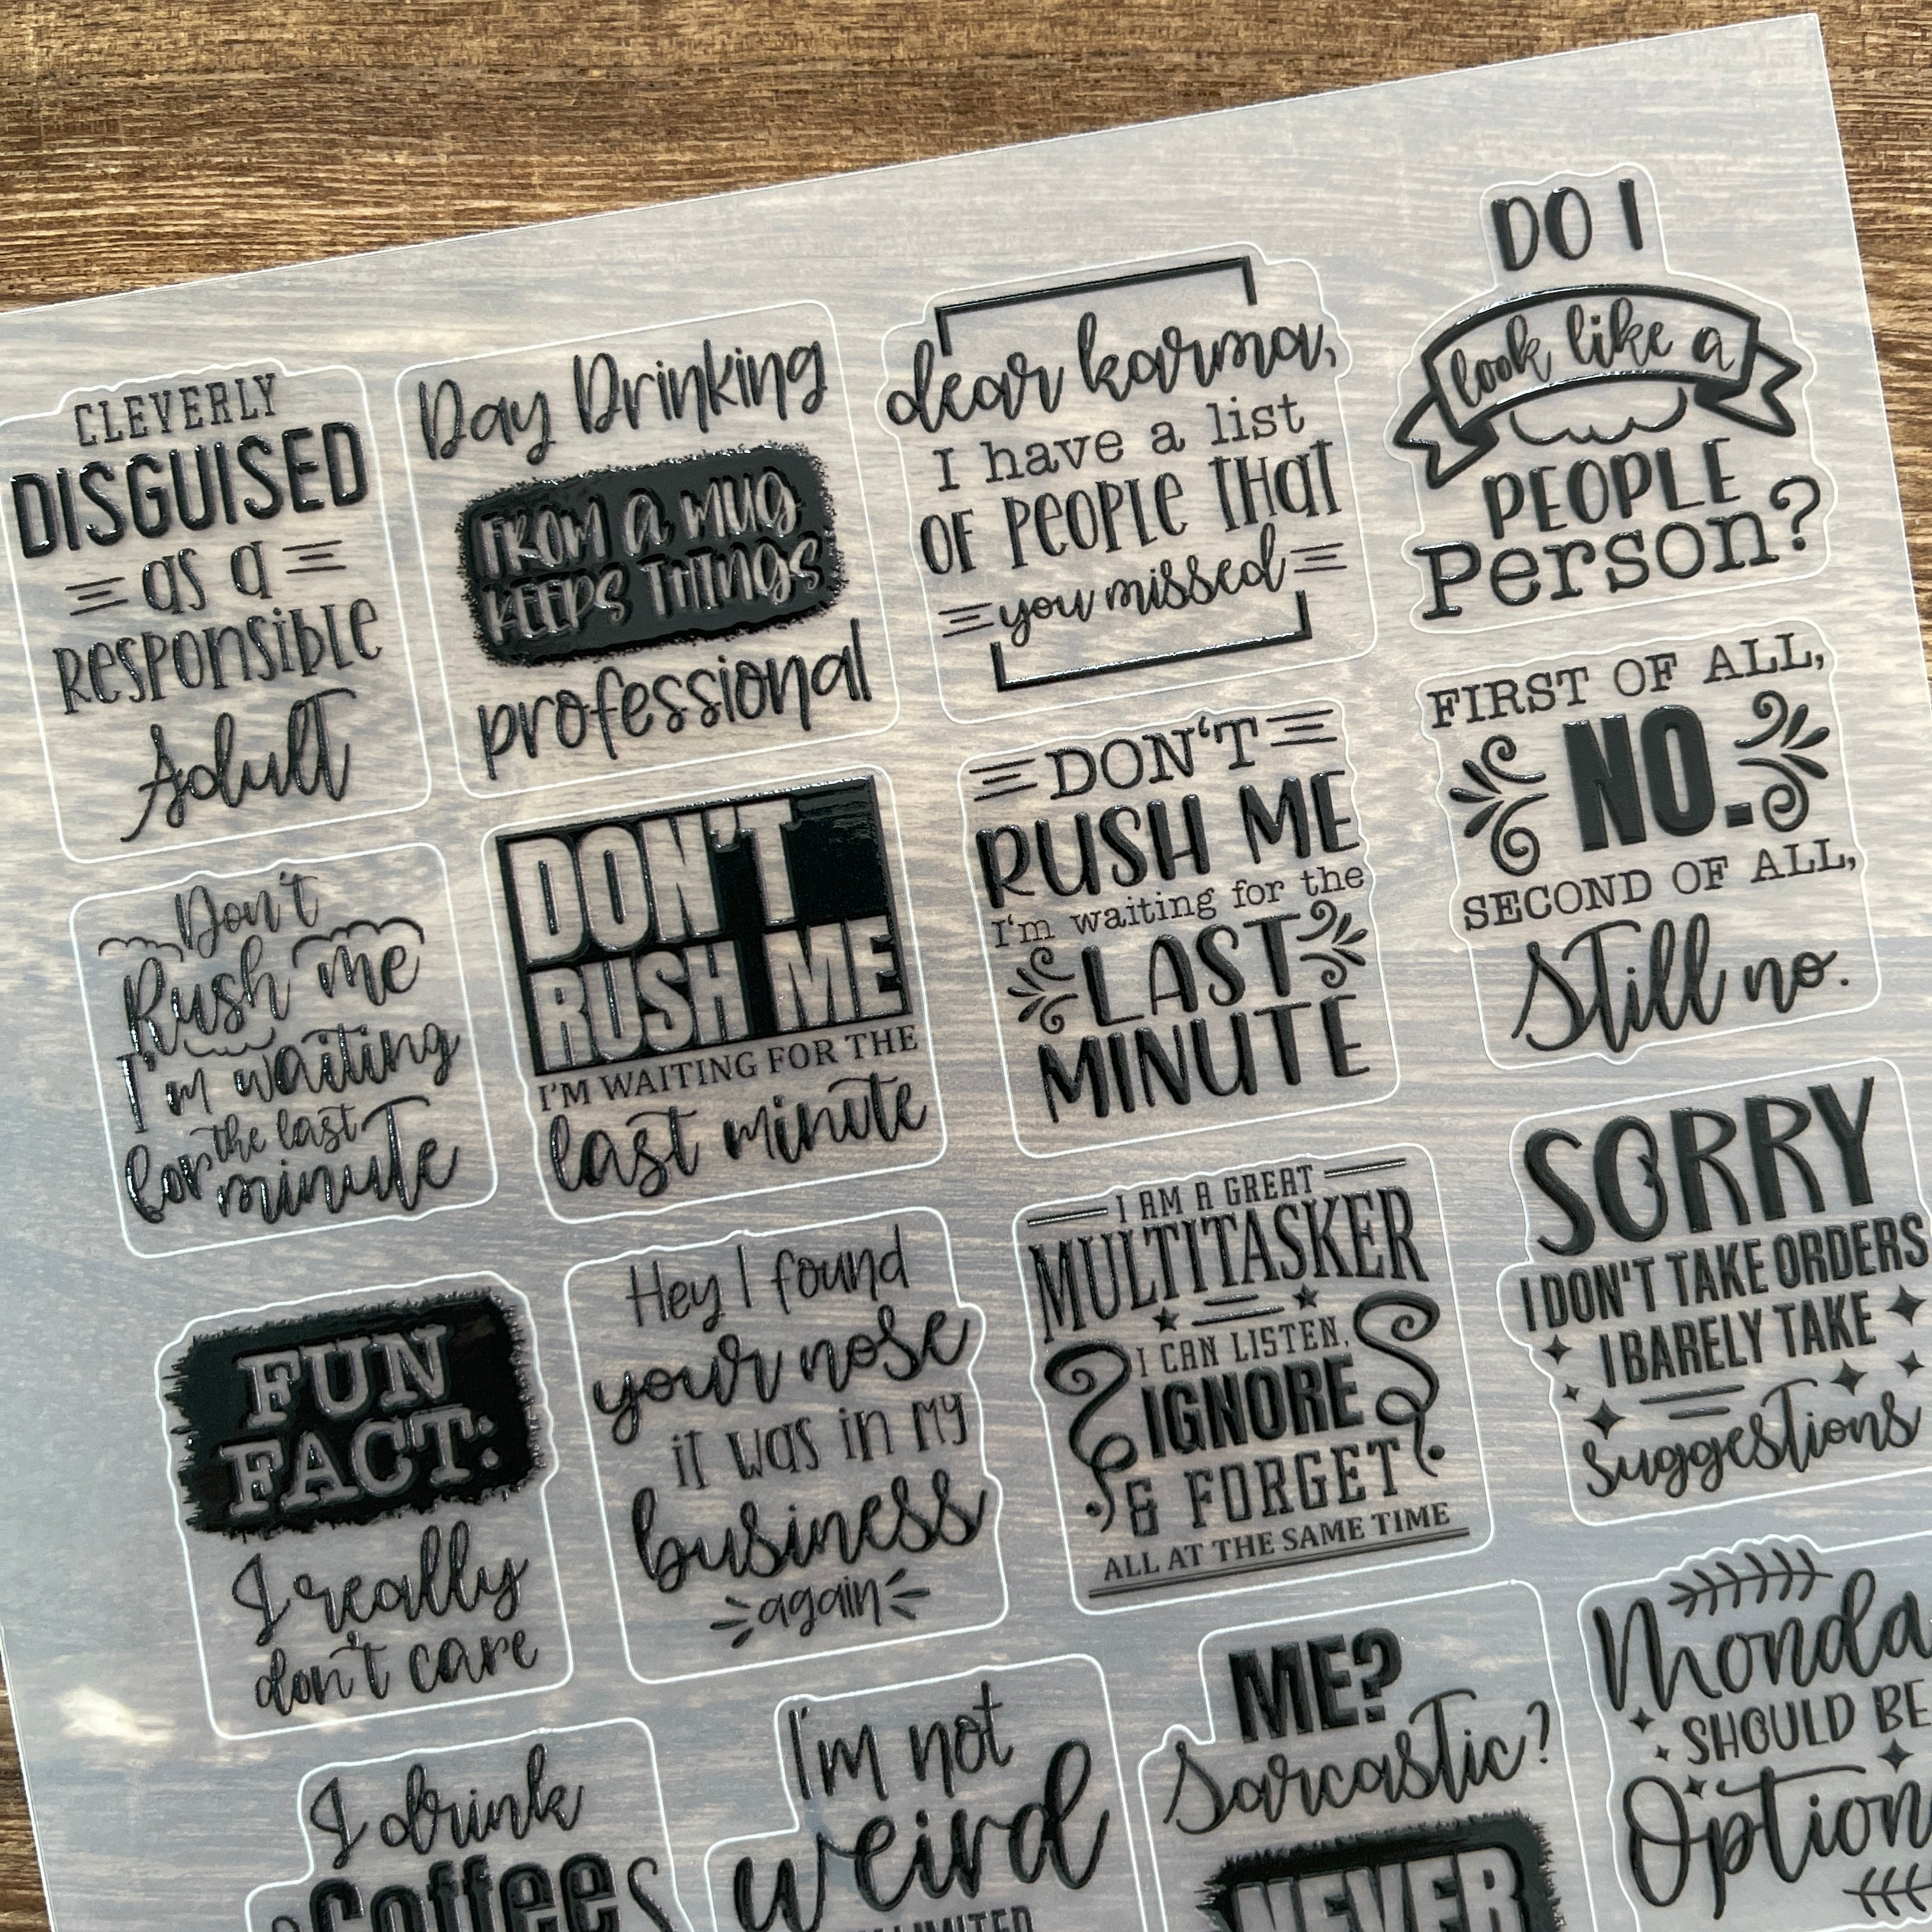 CLEVERLY
DISGUISED
as a
Responsible
Adult
Day Drinking
FROM A MUG
KEEPS THINGS
professional
dear karma,
I have a list
OF PEOPLE THAT
you missed
DO I
look like a
PEOPLE
Person?
Don't
Rush me
I'm waiting
for the last
minute
DON'T
RUSH ME
I'M WAITING FOR THE
last minute
DON'T
RUSH ME
I'm waiting for the
LAST
MINUTE
FIRST OF ALL,
NO.
SECOND OF ALL,
Still no.
FUN
FACT:
I really
don't care
Hey I found
your nose
it was in my
business
again
I AM A GREAT
MULTITASKER
I CAN LISTEN,
IGNORE
& FORGET
ALL AT THE SAME TIME
SORRY
I DON'T TAKE ORDERS
I BARELY TAKE
Suggestions
I drink
Coffee
I'm not
weird
LIMITED
ME?
Sarcastic?
NEVER
Monda
SHOULD BE
Option